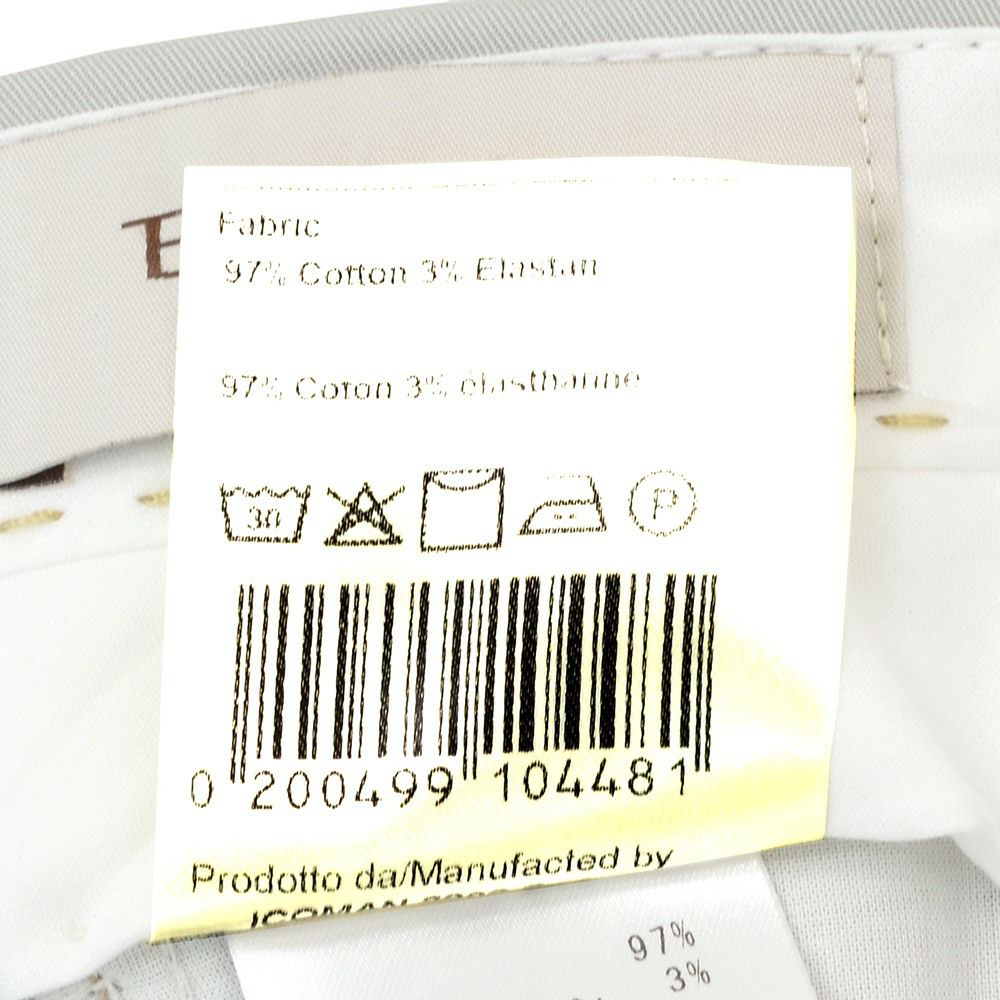 Fabric
97% Cotton 3% Elastan
97% Coton 3% élasthanne
30
P
0 200499 104481
Prodotto da/Manufacted by
97%
3%